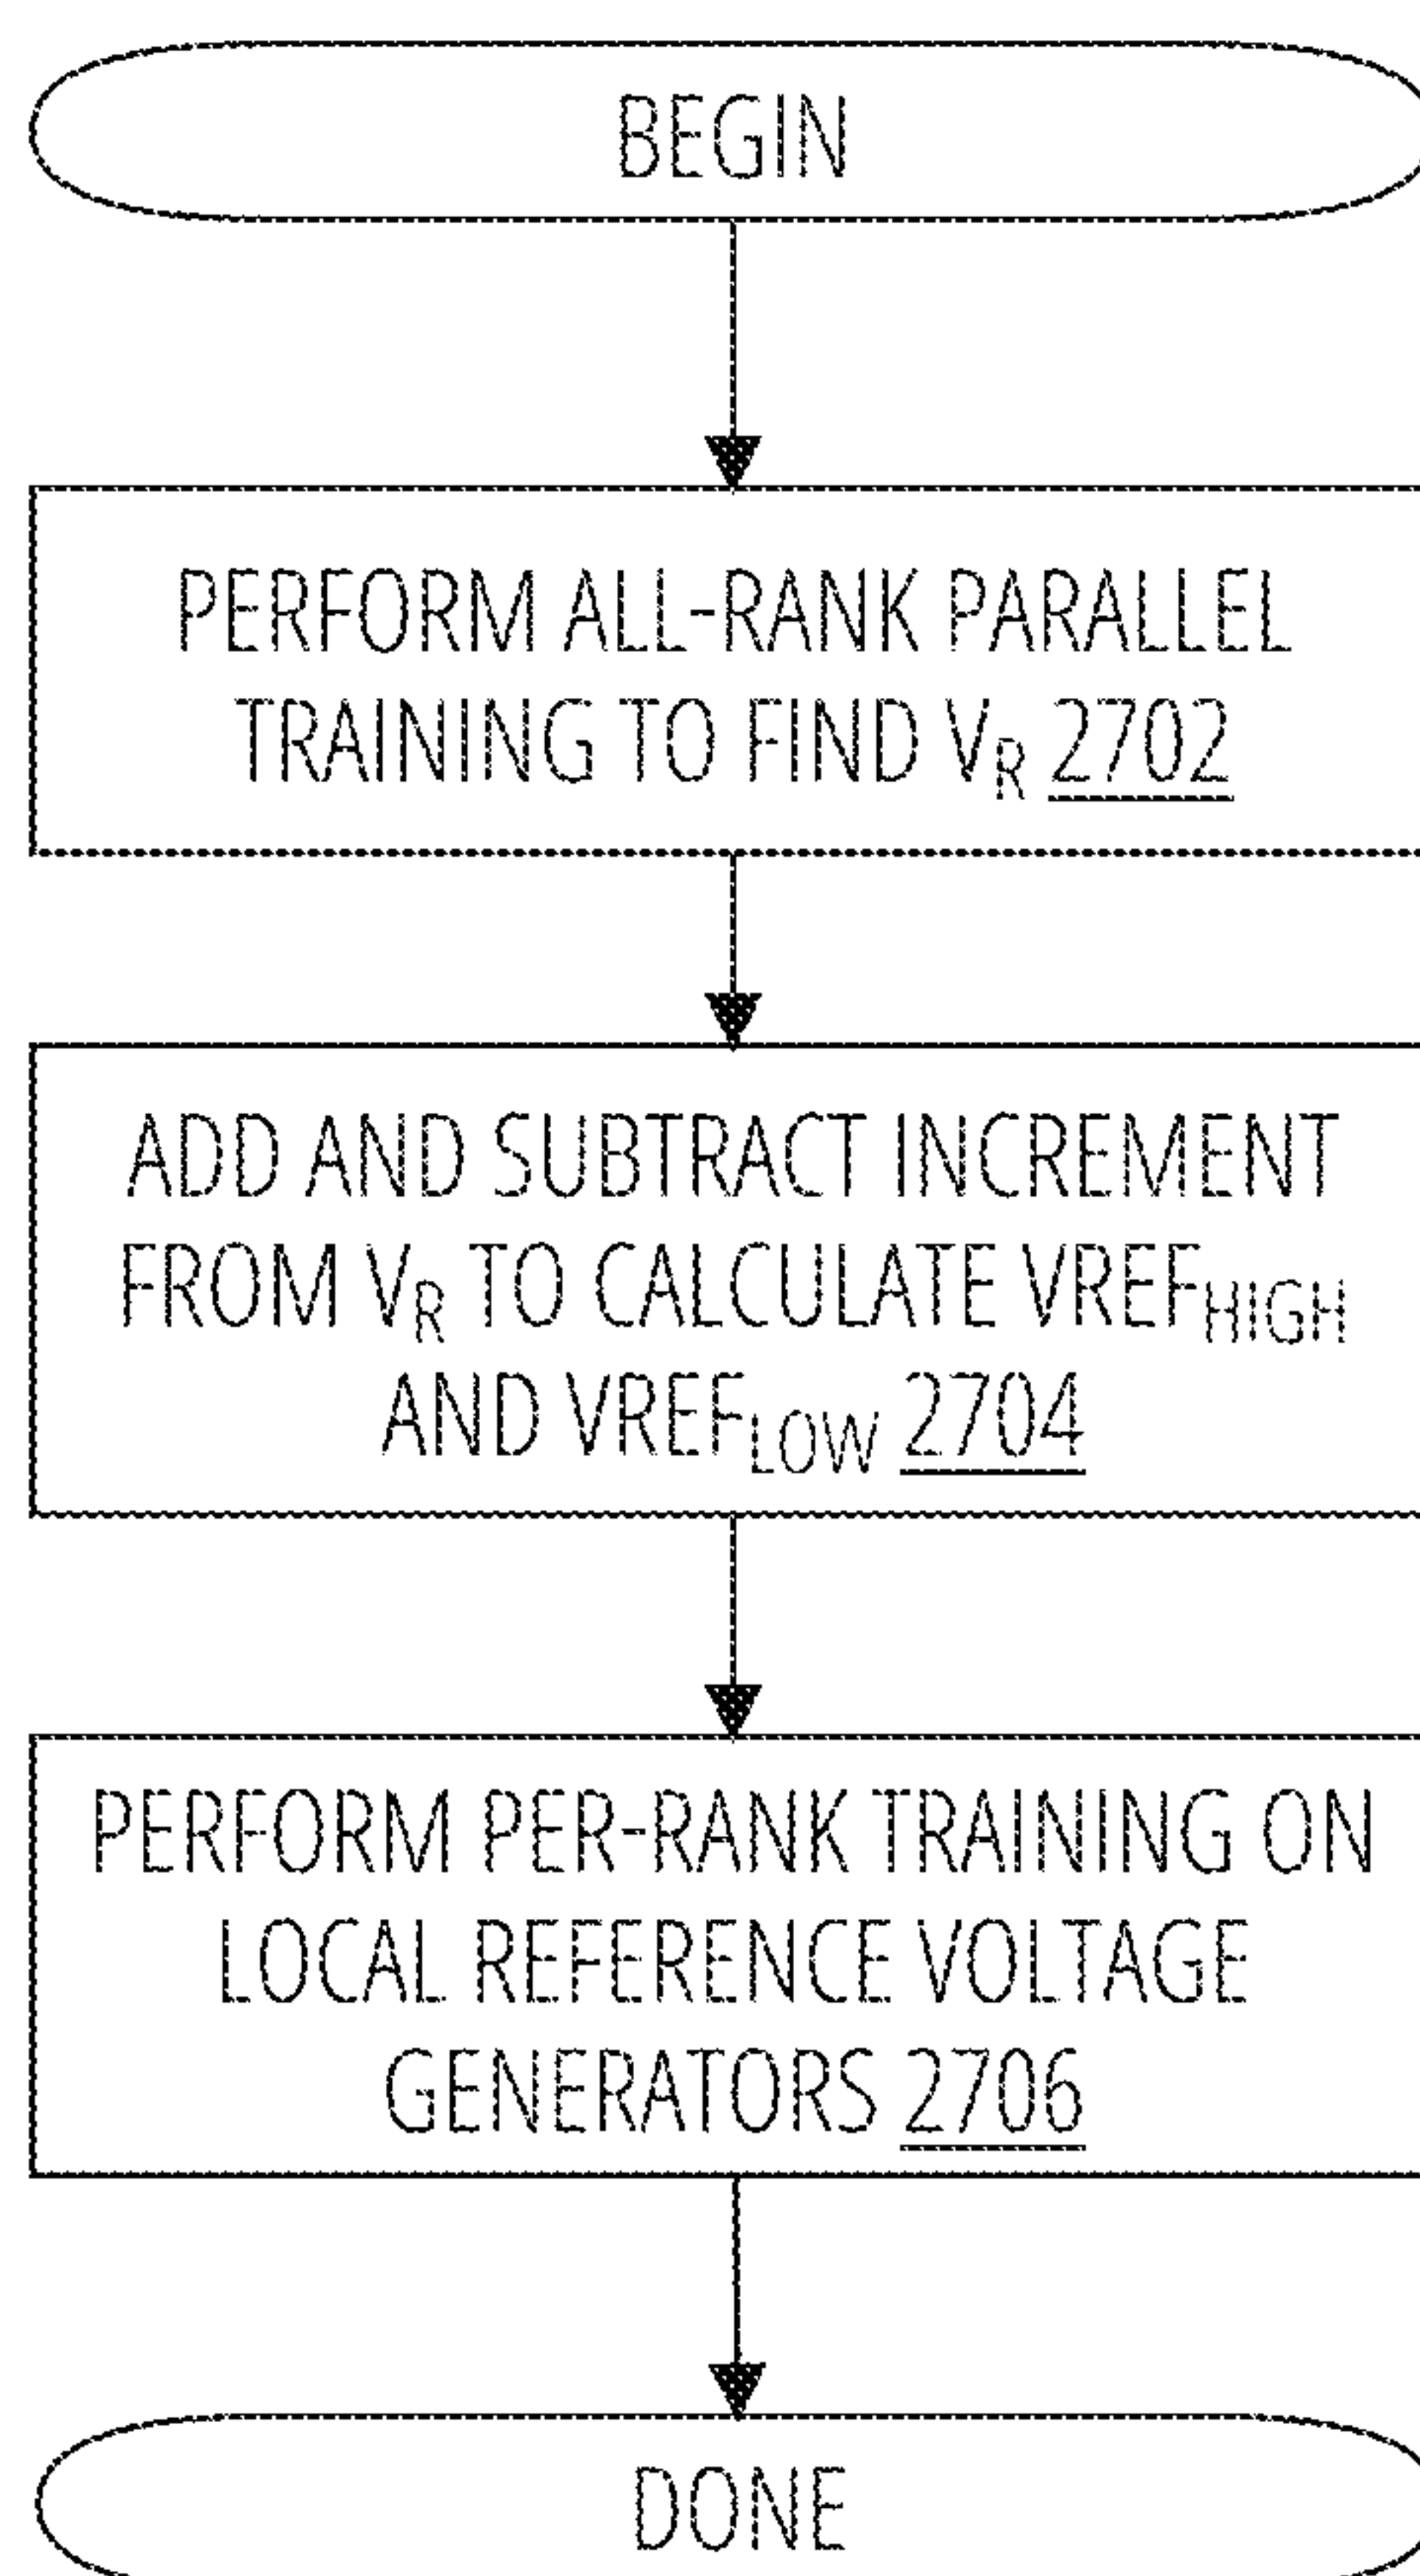 BEGIN
PERFORM ALL-RANK PARALLEL
TRAINING TO FIND VR 2702
ADD AND SUBTRACT INCREMENT
FROM VR TO CALCULATE VREFHIGH
AND VREFLOW 2704
PERFORM PER-RANK TRAINING ON
LOCAL REFERENCE VOLTAGE
GENERATORS 2706
DONE